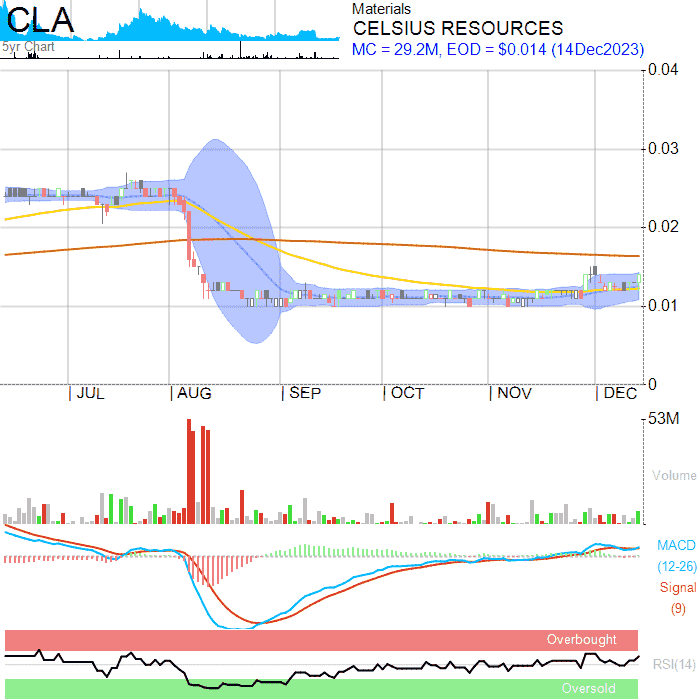 CLA
5yr Chart
Materials
CELSIUS RESOURCES
MC = 29.2M, EOD = $0.014 (14Dec2023)
0.04
0.03
0.02
0.01
0
JUL AUG SEP OCT NOV DEC
53M
Volume
MACD
(12-26)
Signal
(9)
Overbought
RSI(14)
Oversold